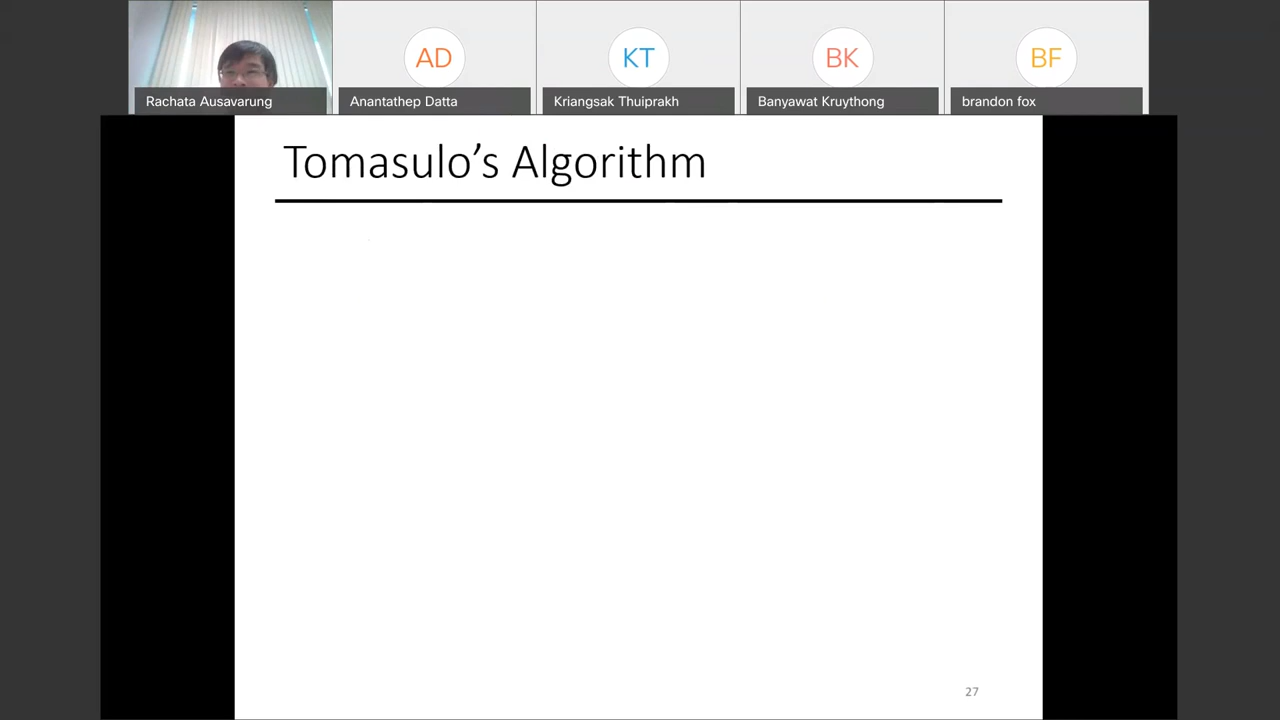 AD
KT
BK
BF
Rachata Ausavarung
Anantathep Datta
Kriangsak Thuiprakh
Banyawat Kruythong
brandon fox
Tomasulo’s Algorithm
27